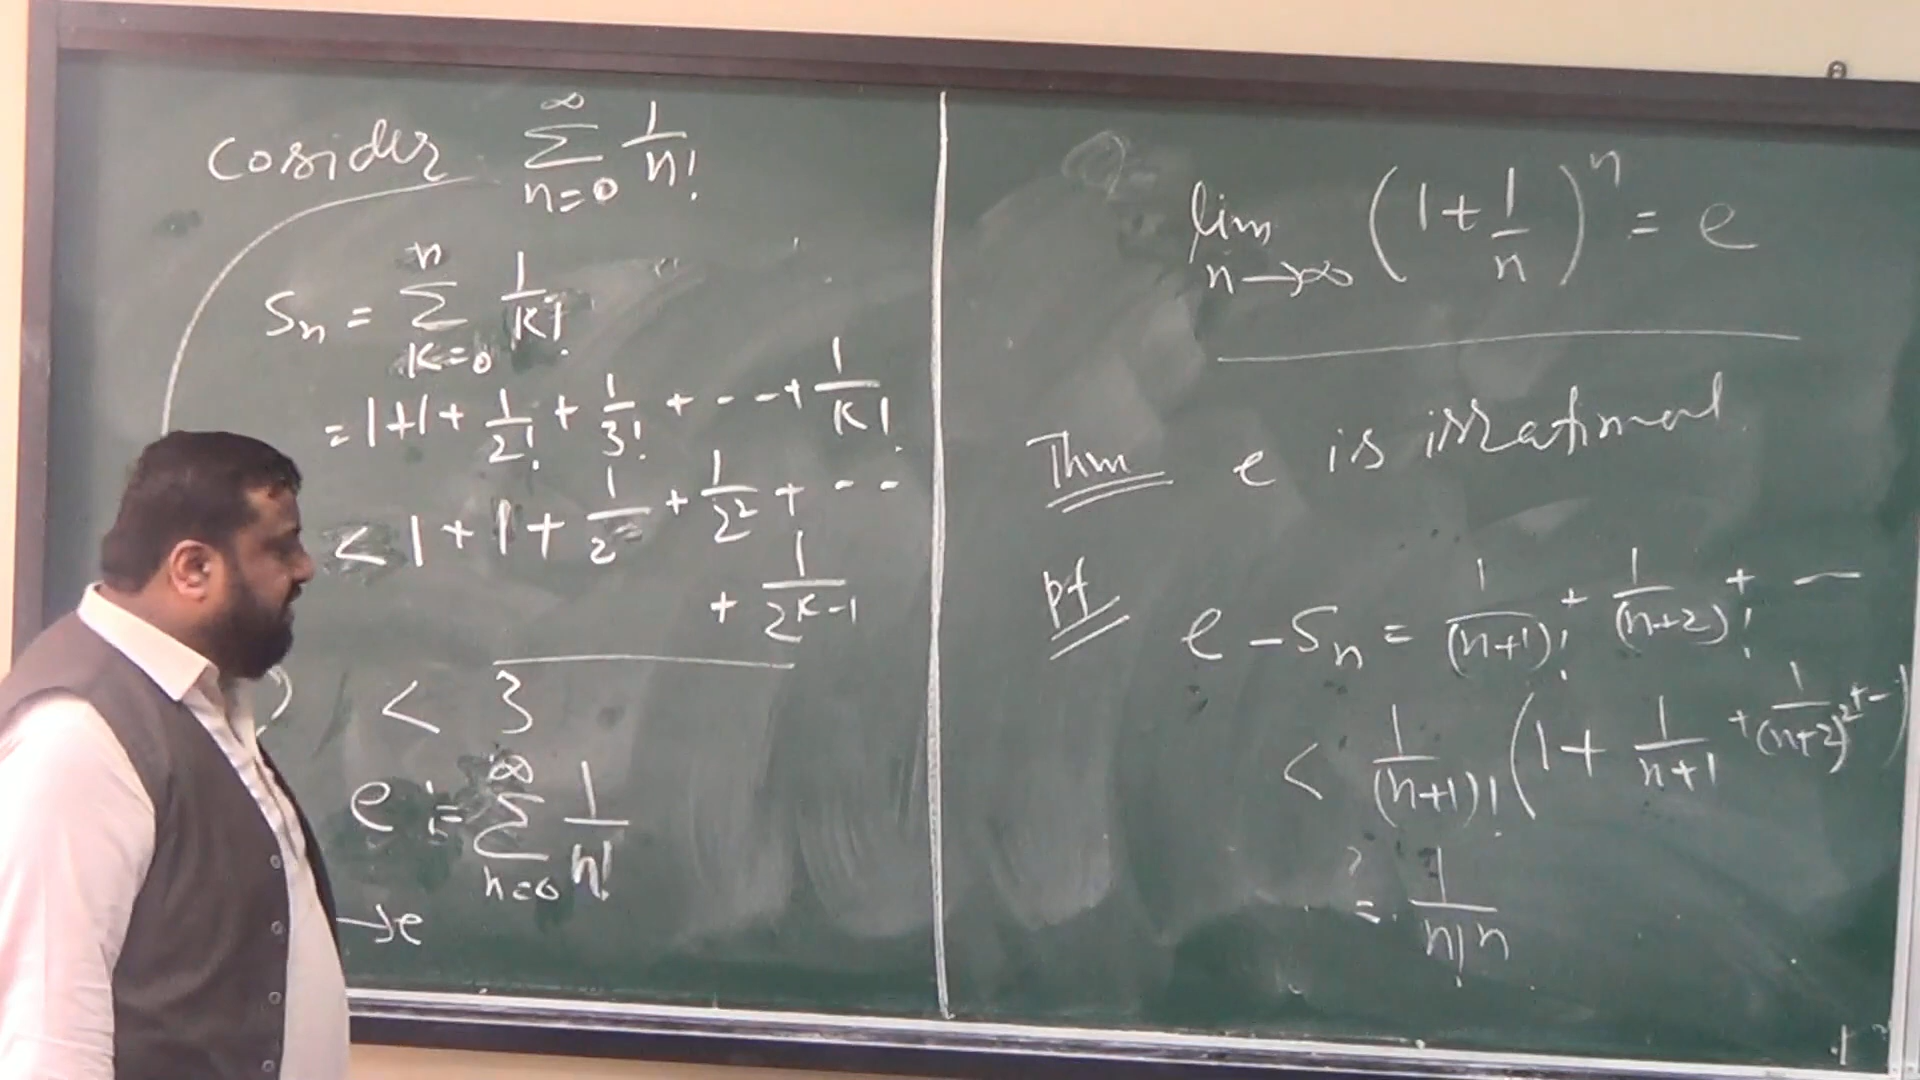 Cosider ∑_{n=0}^{∞} 1/n!
S_n = ∑_{K=0}^{n} 1/K!
= 1+1+ 1/2! + 1/3! + --+ 1/K!
< 1 + 1 + 1/2 + 1/2² + --
+ 1/2^{K-1}
< 3
e := ∑_{n=0}^{∞} 1/n!
→e
lim_{n→∞} (1+ 1/n)^n = e
Thm e is irrational.
Pf e - S_n = 1/(n+1)! + 1/(n+2)! + —
< 1/(n+1)! (1 + 1/n+1 + 1/(n+2)² + -)
= 1/n!n